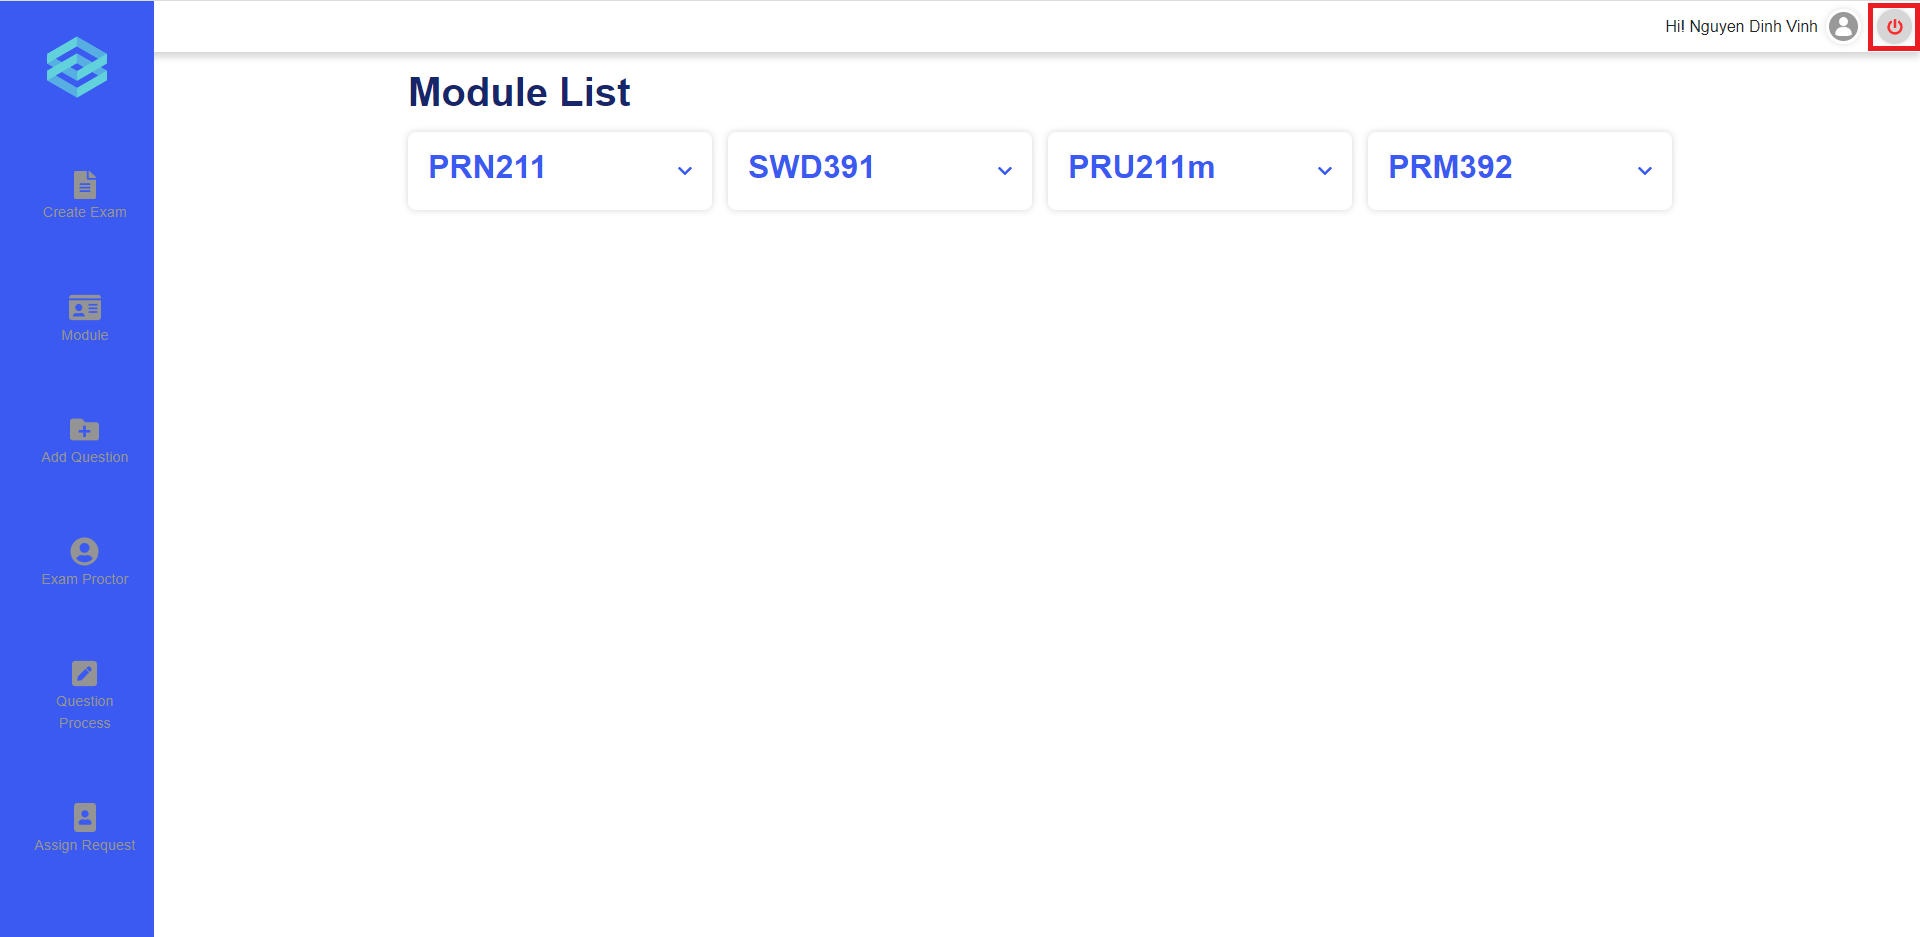 Hi! Nguyen Dinh Vinh
Module List
PRN211
SWD391
PRU211m
PRM392
Create Exam
Module
Add Question
Exam Proctor
Question
Process
Assign Request